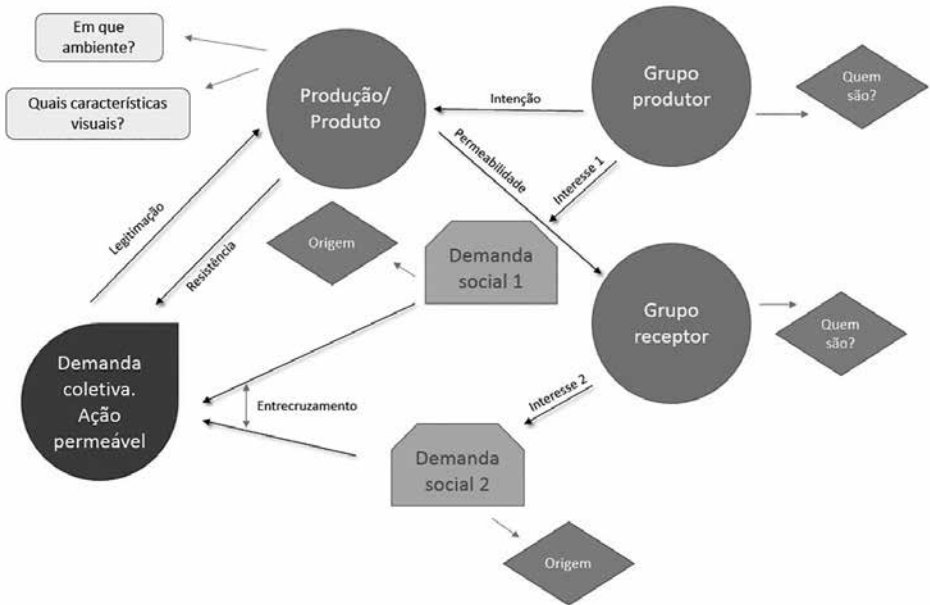 Em que
ambiente?
Quais características
visuais?
Produção/
Produto
Intenção
Grupo
produtor
Quem
são?
Permeabilidade
Interesse 1
Legitimação
Resistência
Origem
Demanda
social 1
Grupo
receptor
Quem
são?
Demanda
coletiva.
Ação
permeável
Entrecruzamento
Interesse 2
Demanda
social 2
Origem